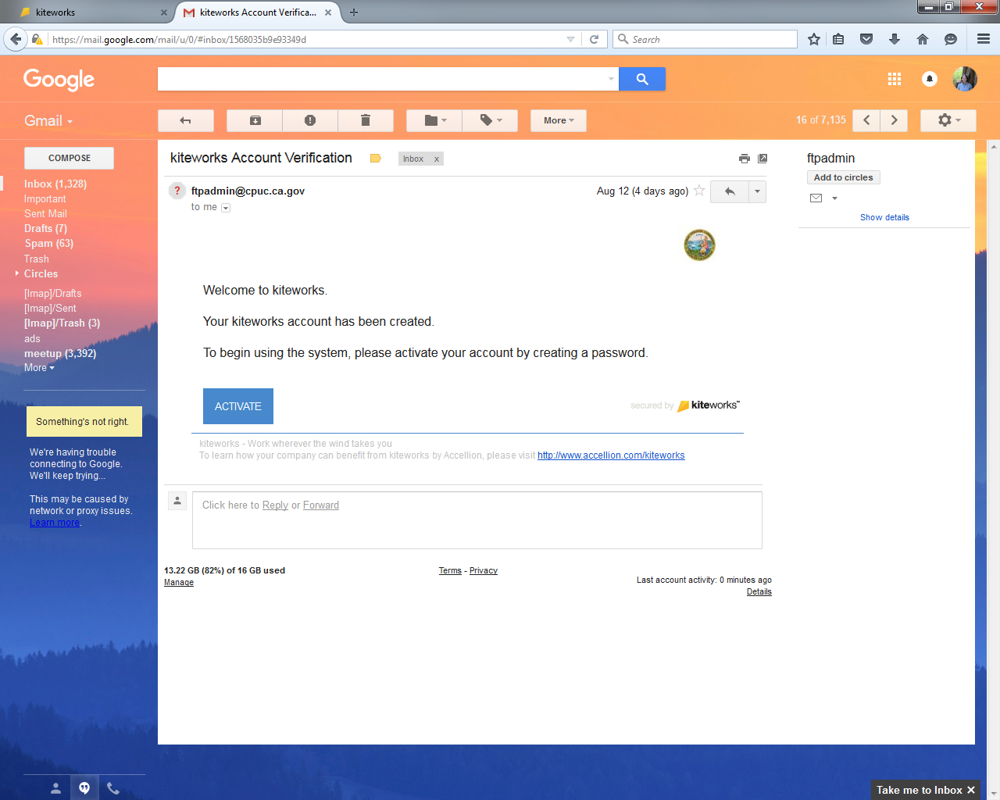 kiteworks
kiteworks Account Verifica...
https://mail.google.com/mail/u/0/#inbox/1568035b9e93349d
Search
Google
Gmail
More
16 of 7,135
COMPOSE
Inbox (1,328)
Important
Sent Mail
Drafts (7)
Spam (63)
Trash
Circles
[Imap]/Drafts
[Imap]/Sent
[Imap]/Trash (3)
ads
meetup (3,392)
More
Something's not right.
We're having trouble
connecting to Google.
We'll keep trying...
This may be caused by
network or proxy issues.
Learn more.
kiteworks Account Verification
Inbox x
?
ftpadmin@cpuc.ca.gov
Aug 12 (4 days ago)
to me
Welcome to kiteworks.
Your kiteworks account has been created.
To begin using the system, please activate your account by creating a password.
ACTIVATE
secured by kiteworks™
kiteworks - Work wherever the wind takes you
To learn how your company can benefit from kiteworks by Accellion, please visit http://www.accellion.com/kiteworks
Click here to Reply or Forward
13.22 GB (82%) of 16 GB used
Manage
Terms - Privacy
Last account activity: 0 minutes ago
Details
ftpadmin
Add to circles
Show details
Take me to Inbox ✕